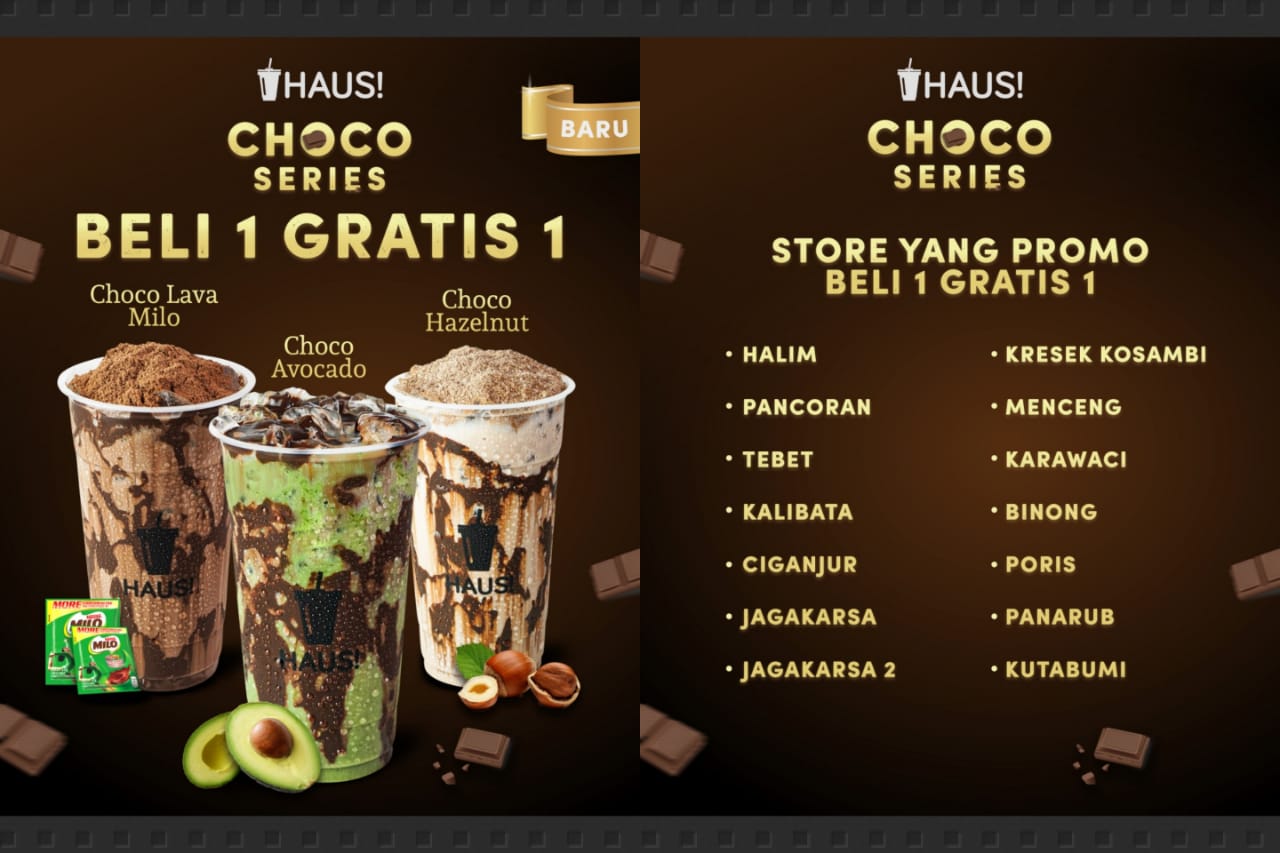 HAUS!
CHOCO
SERIES
BARU
BELI 1 GRATIS 1
Choco Lava
Milo
Choco
Avocado
Choco
Hazelnut
HAUS!
HAUS!
HAUS!
MORE
MILO
MORE
MILO
HAUS!
CHOCO
SERIES
STORE YANG PROMO
BELI 1 GRATIS 1
• HALIM
• PANCORAN
• TEBET
• KALIBATA
• CIGANJUR
• JAGAKARSA
• JAGAKARSA 2
• KRESEK KOSAMBI
• MENCENG
• KARAWACI
• BINONG
• PORIS
• PANARUB
• KUTABUMI